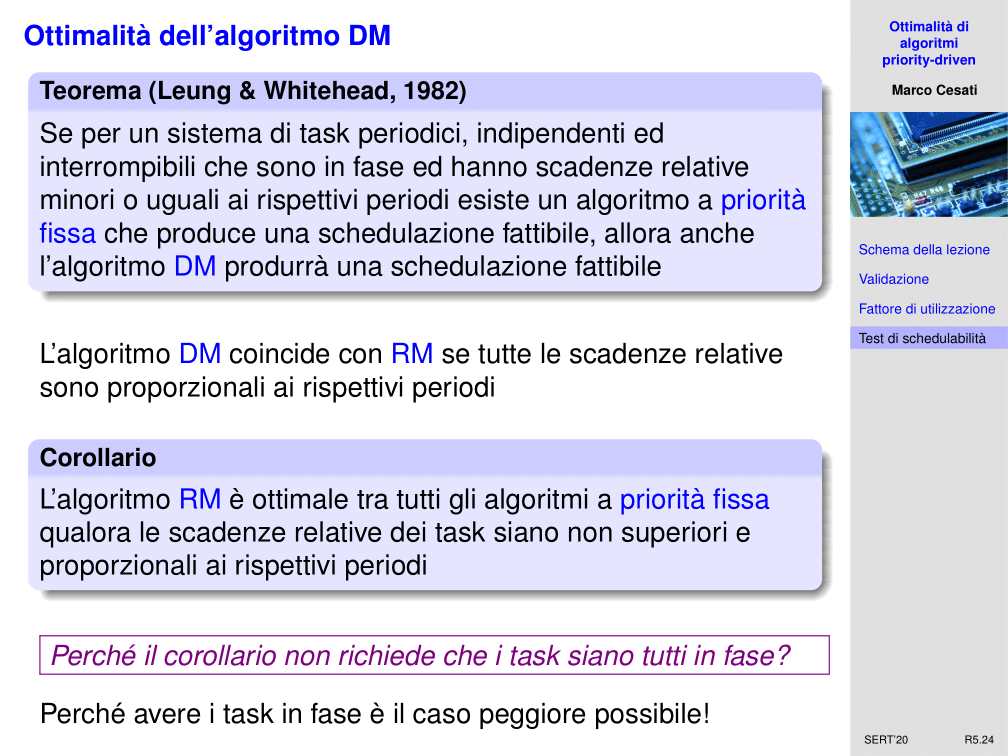 Ottimalità dell'algoritmo DM
Teorema (Leung & Whitehead, 1982)
Se per un sistema di task periodici, indipendenti ed
interrompibili che sono in fase ed hanno scadenze relative
minori o uguali ai rispettivi periodi esiste un algoritmo a priorità
fissa che produce una schedulazione fattibile, allora anche
l'algoritmo DM produrrà una schedulazione fattibile
L'algoritmo DM coincide con RM se tutte le scadenze relative
sono proporzionali ai rispettivi periodi
Corollario
L'algoritmo RM è ottimale tra tutti gli algoritmi a priorità fissa
qualora le scadenze relative dei task siano non superiori e
proporzionali ai rispettivi periodi
Perché il corollario non richiede che i task siano tutti in fase?
Perché avere i task in fase è il caso peggiore possibile!
Ottimalità di
algoritmi
priority-driven
Marco Cesati
R47 R48
Schema della lezione
Validazione
Fattore di utilizzazione
Test di schedulabilità
SERT'20
R5.24